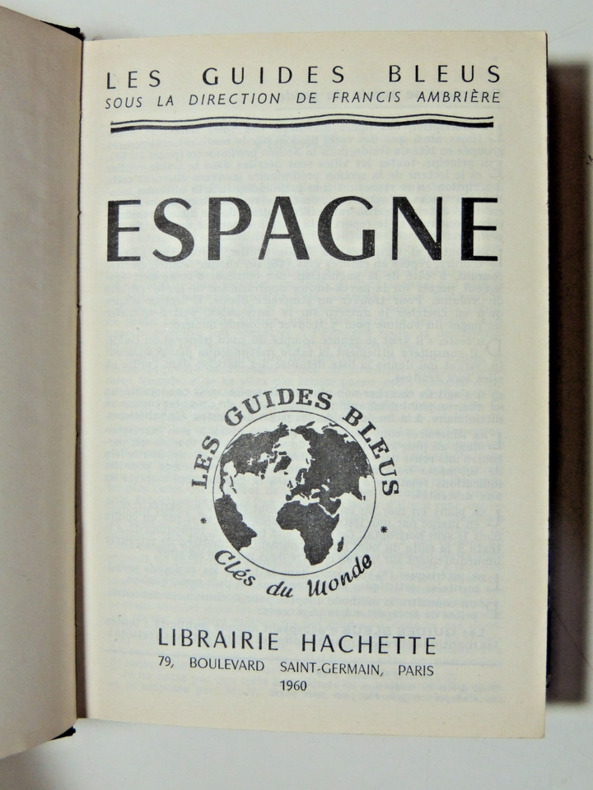 LES GUIDES BLEUS
SOUS LA DIRECTION DE FRANCIS AMBRIÈRE
ESPAGNE
LES GUIDES BLEUS
* Clés du Monde *
LIBRAIRIE HACHETTE
79, BOULEVARD SAINT-GERMAIN, PARIS
1960